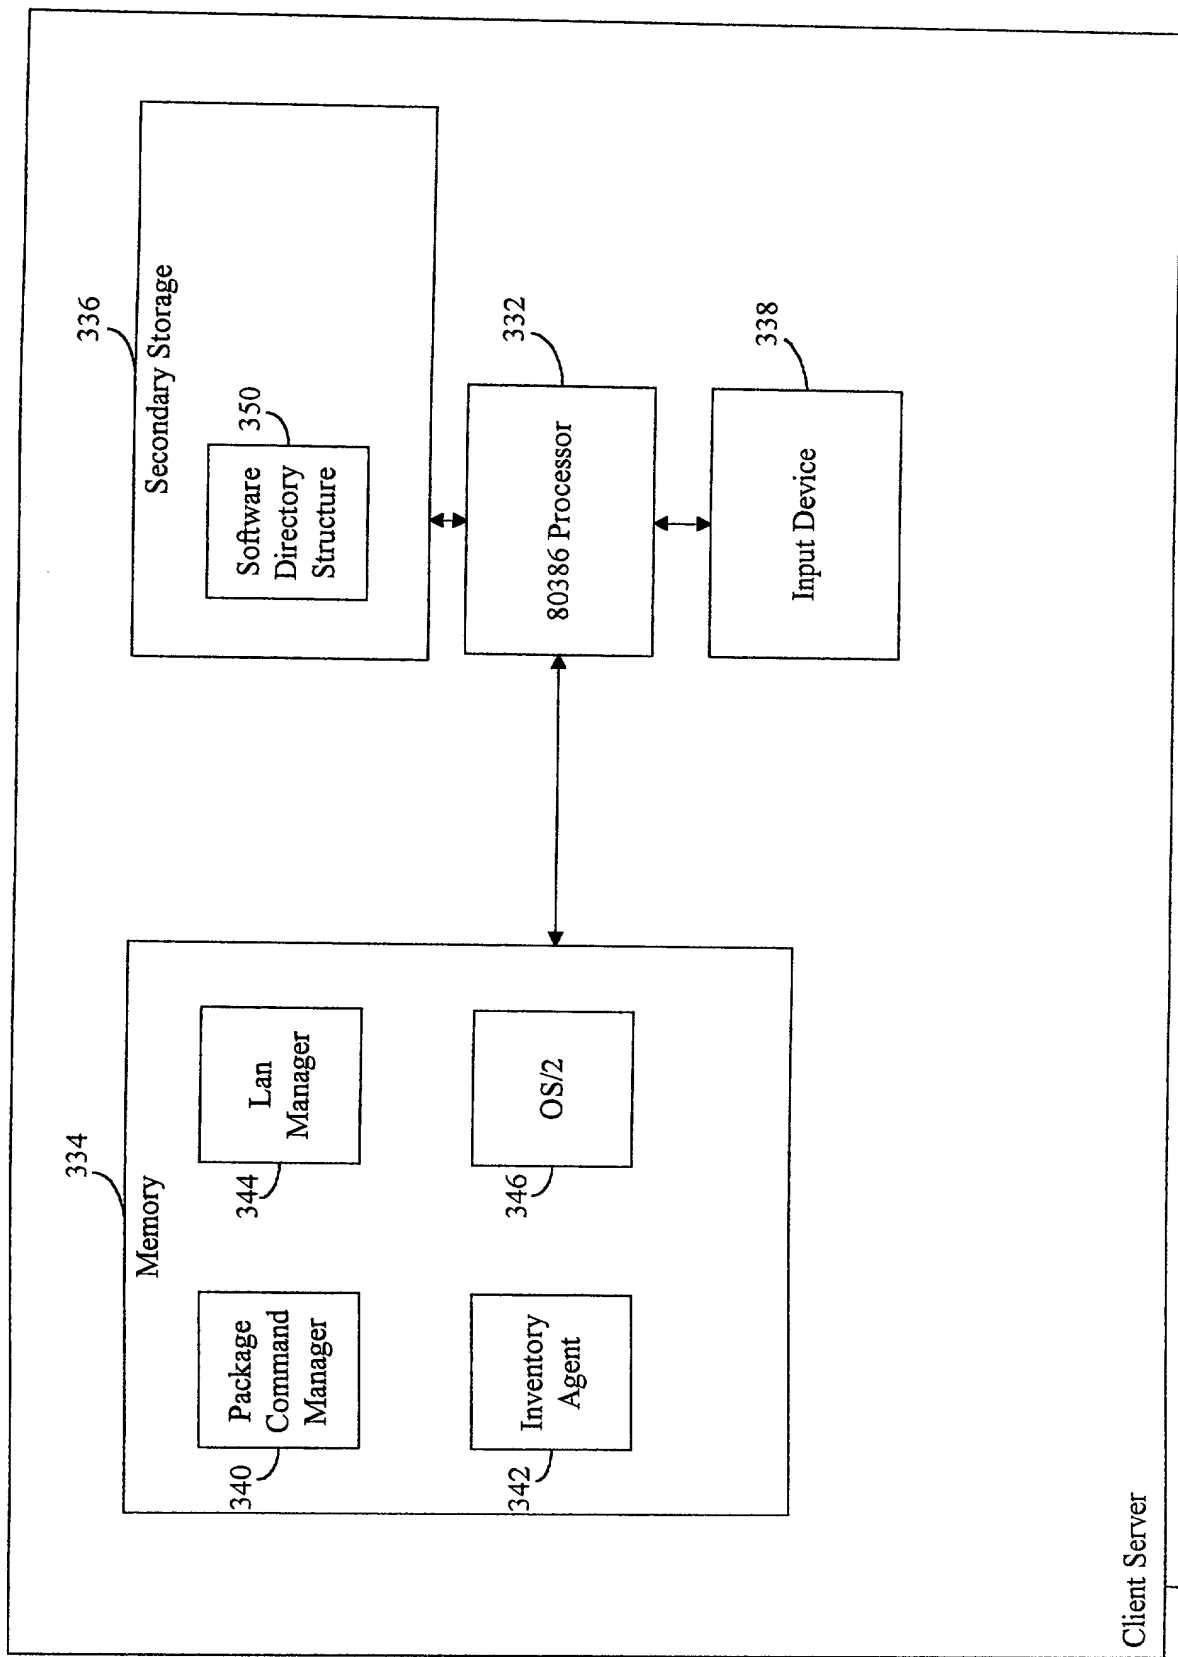 334
Memory
340
Package
Command
Manager
344
Lan
Manager
342
Inventory
Agent
346
OS/2
336
Secondary Storage
350
Software
Directory
Structure
332
80386 Processor
338
Input Device
Client Server